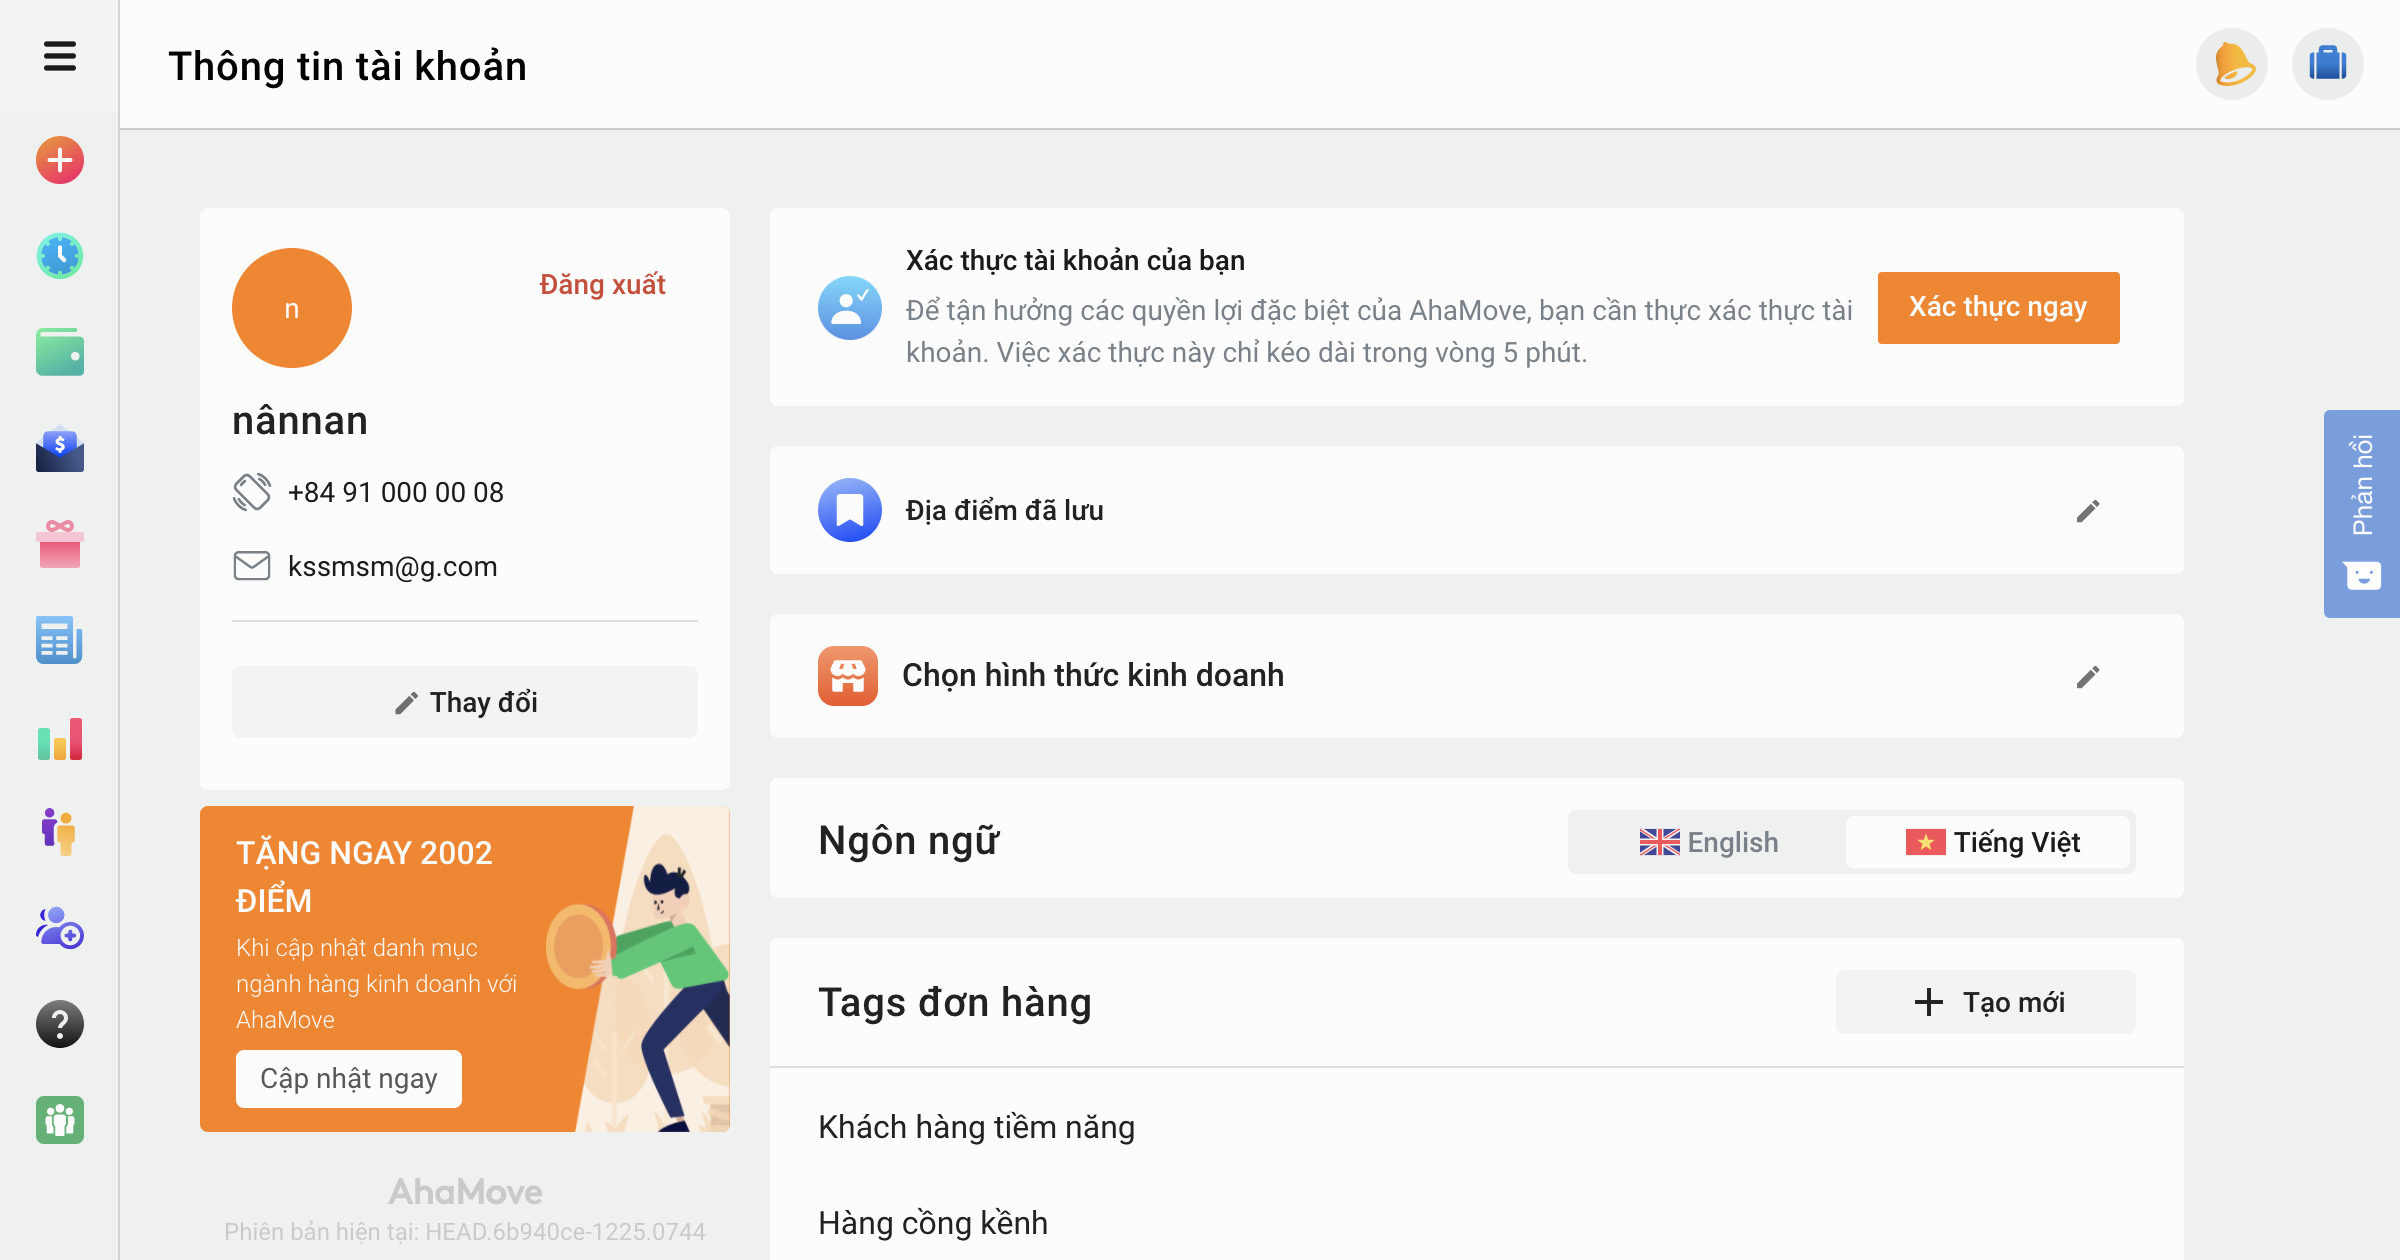 Thông tin tài khoản
n
Đăng xuất
nânnan
+84 91 000 00 08
kssmsm@g.com
Thay đổi
TẶNG NGAY 2002
ĐIỂM
Khi cập nhật danh mục
ngành hàng kinh doanh với
AhaMove
Cập nhật ngay
AhaMove
Phiên bản hiện tại: HEAD.6b940ce-1225.0744
Xác thực tài khoản của bạn
Để tận hưởng các quyền lợi đặc biệt của AhaMove, bạn cần thực xác thực tài
khoản. Việc xác thực này chỉ kéo dài trong vòng 5 phút.
Xác thực ngay
Địa điểm đã lưu
Chọn hình thức kinh doanh
Ngôn ngữ
English
Tiếng Việt
Tags đơn hàng
Tạo mới
Khách hàng tiềm năng
Hàng cồng kềnh
Phản hồi